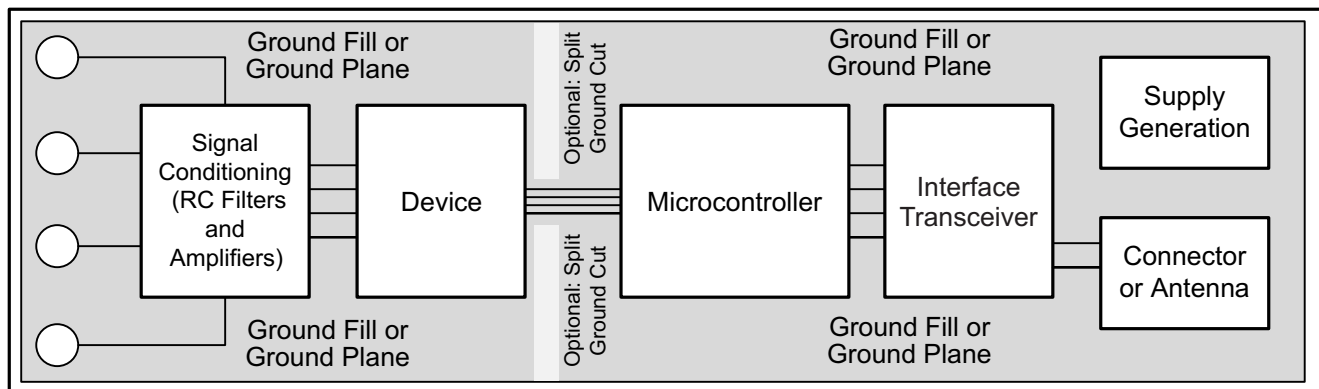 Ground Fill or
Ground Plane
Optional: Split
Ground Cut
Ground Fill or
Ground Plane
Supply
Generation
Signal
Conditioning
(RC Filters
and
Amplifiers)
Device
Microcontroller
Interface
Transceiver
Connector
or Antenna
Ground Fill or
Ground Plane
Optional: Split
Ground Cut
Ground Fill or
Ground Plane